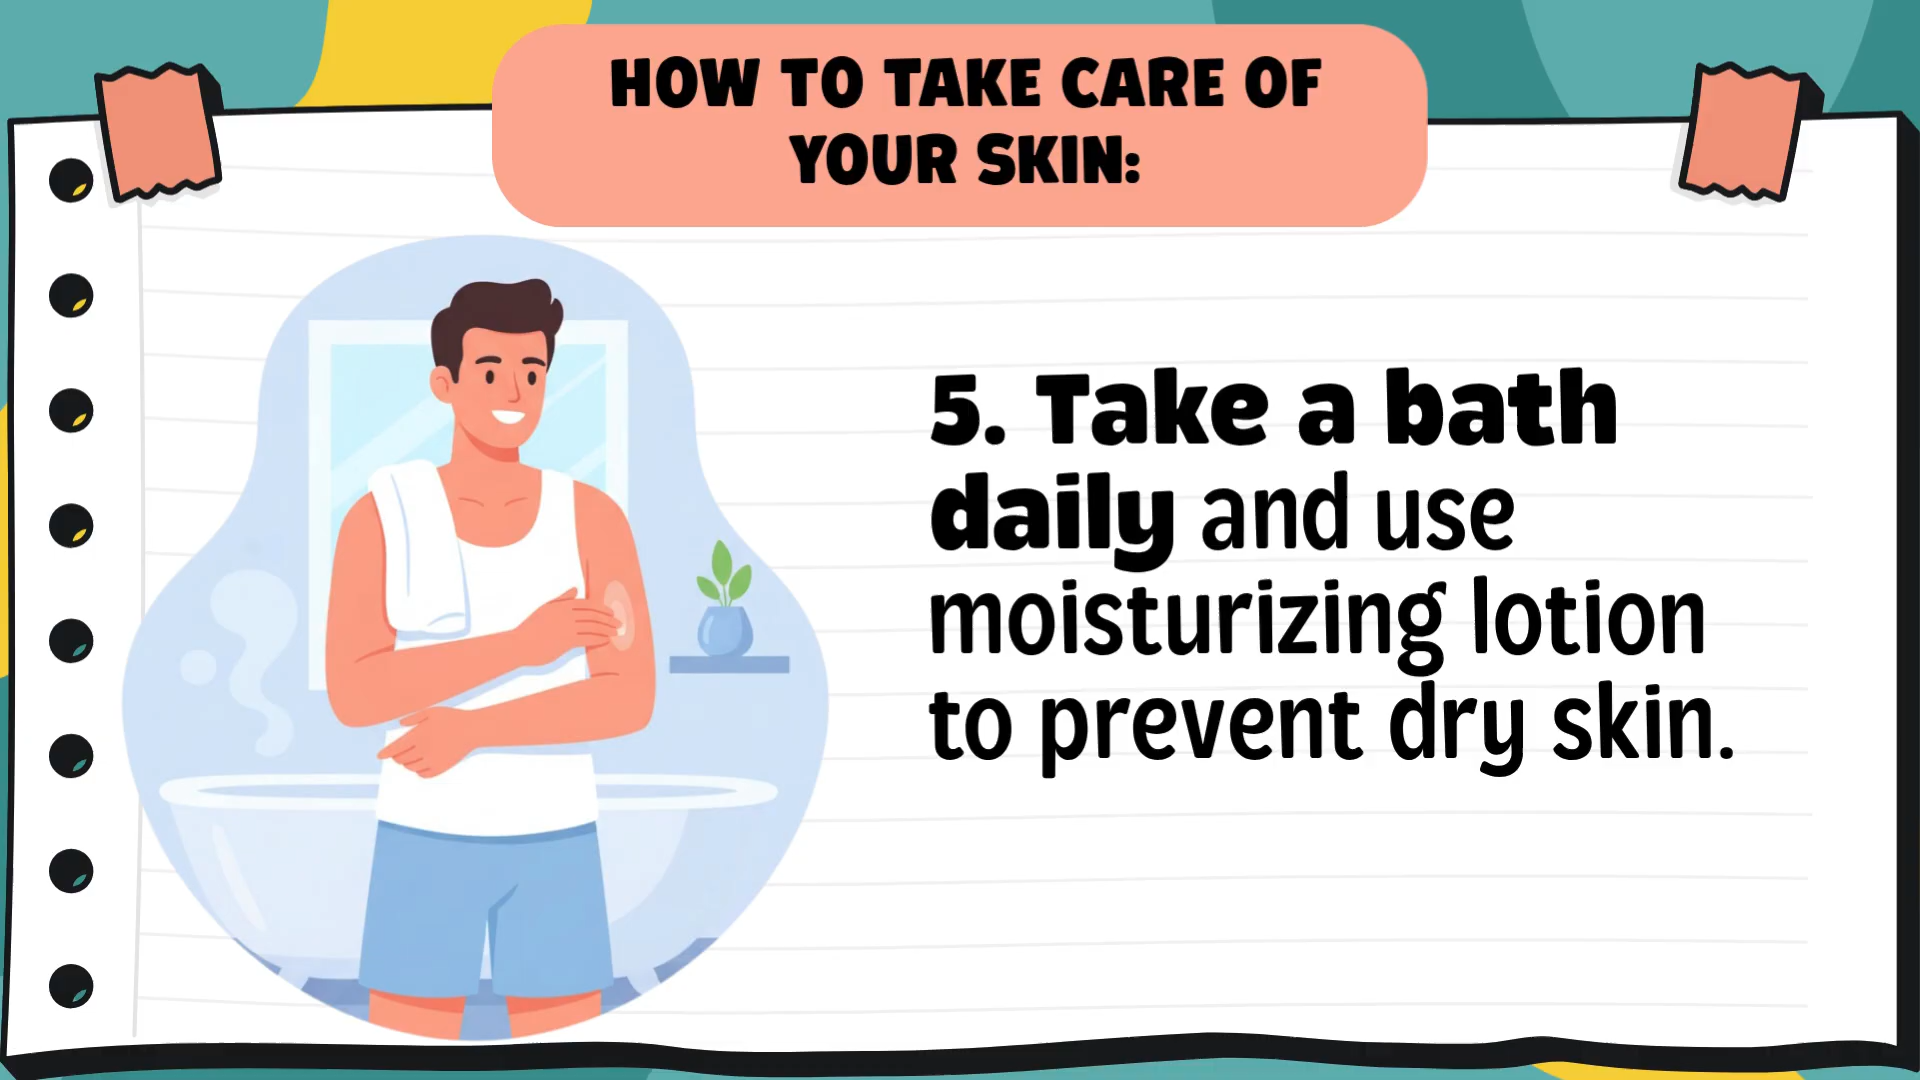 HOW TO TAKE CARE OF
YOUR SKIN:
5. Take a bath
daily and use
moisturizing lotion
to prevent dry skin.